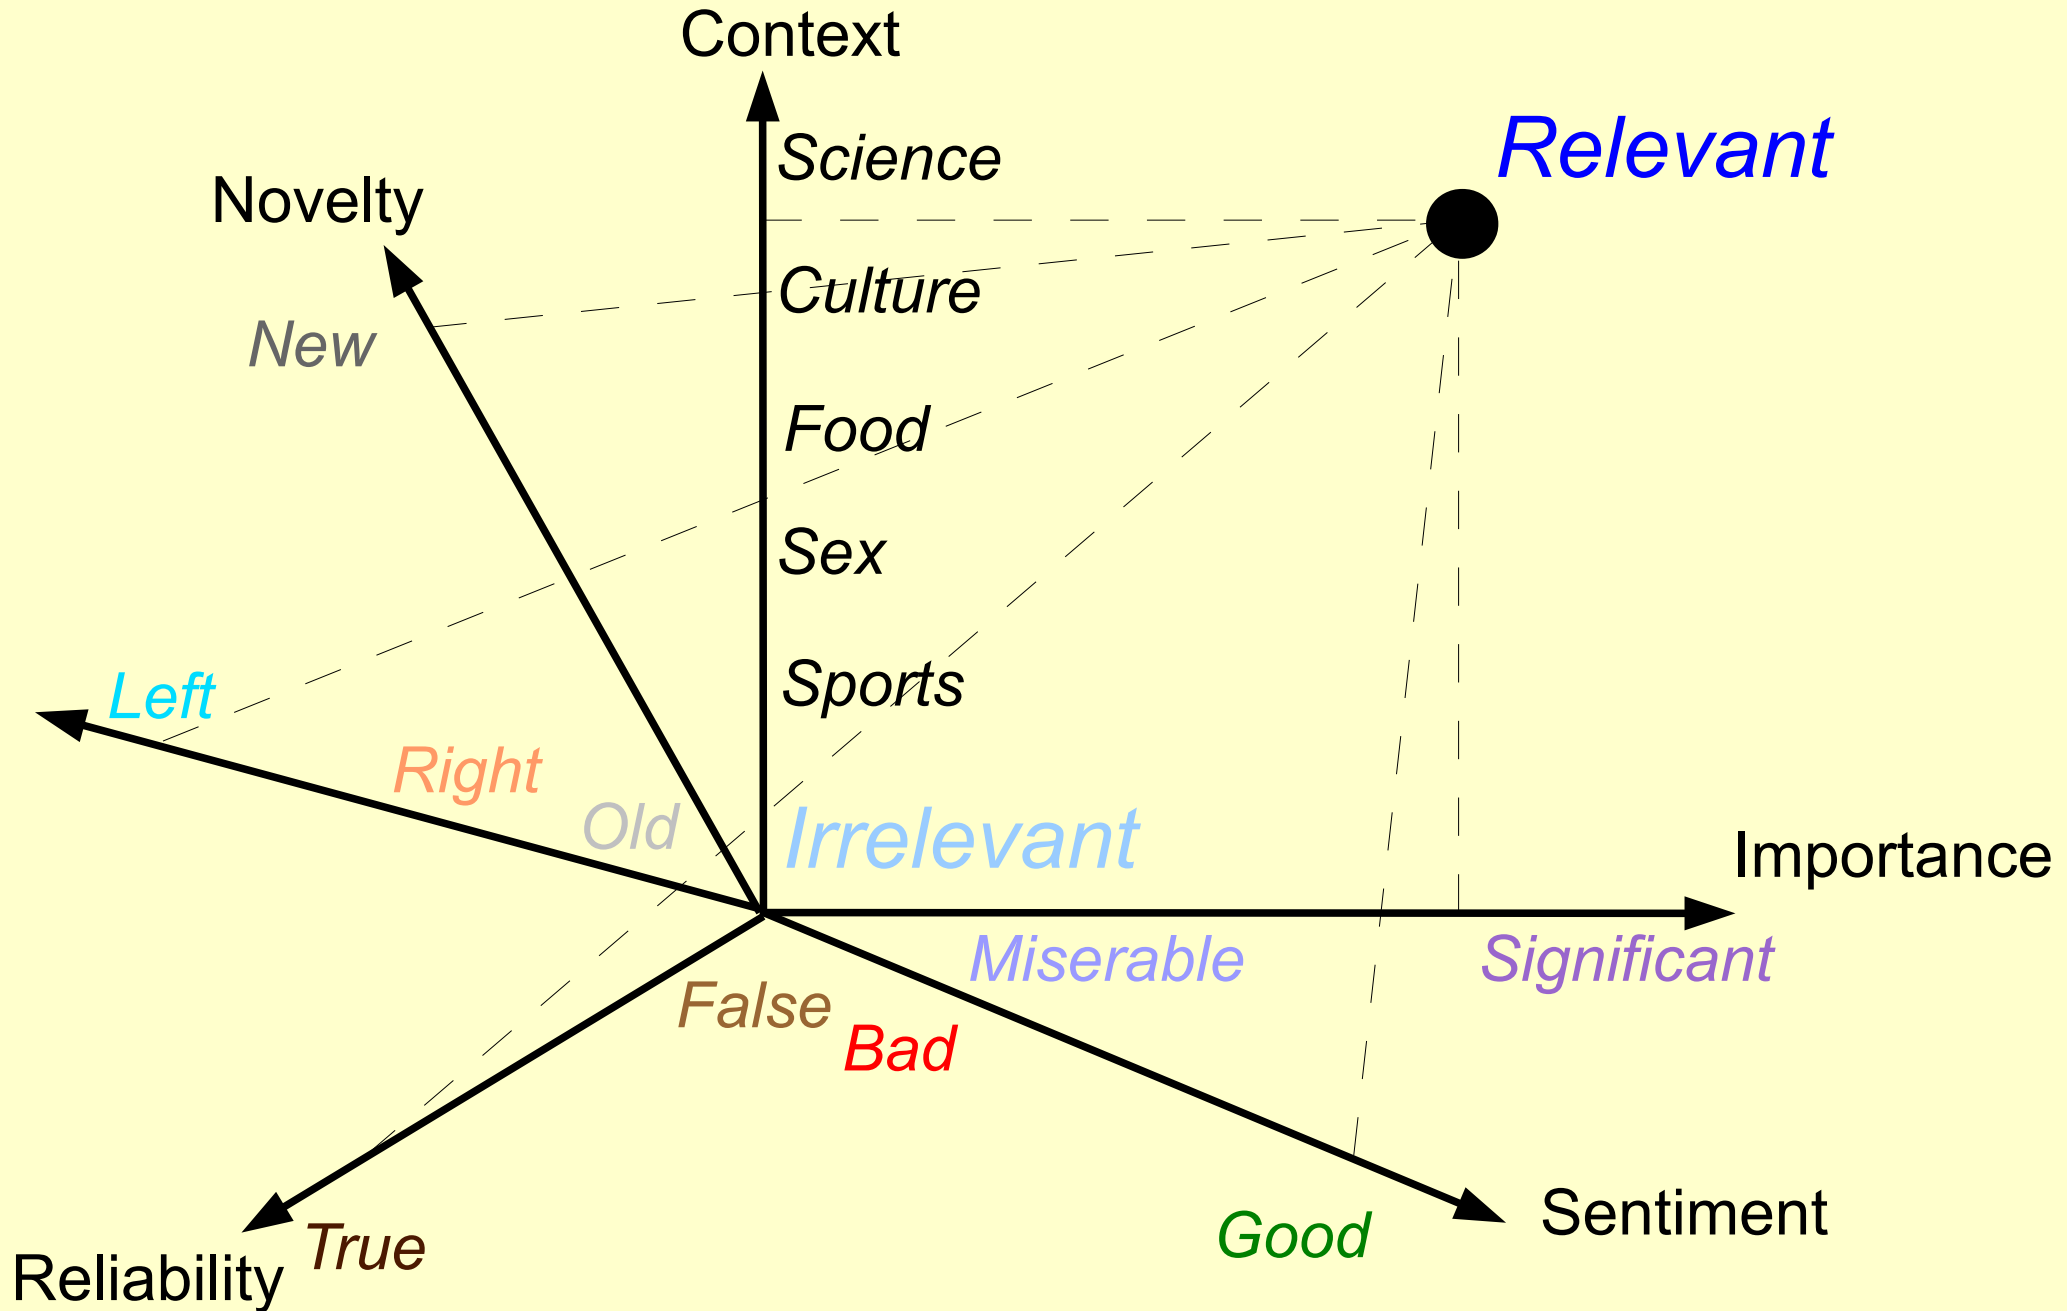 Context
Science
Relevant
Novelty
Culture
New
Food
Sex
Left
Sports
Right
Old
Irrelevant
Importance
Miserable
Significant
False
Bad
Sentiment
Good
True
Reliability